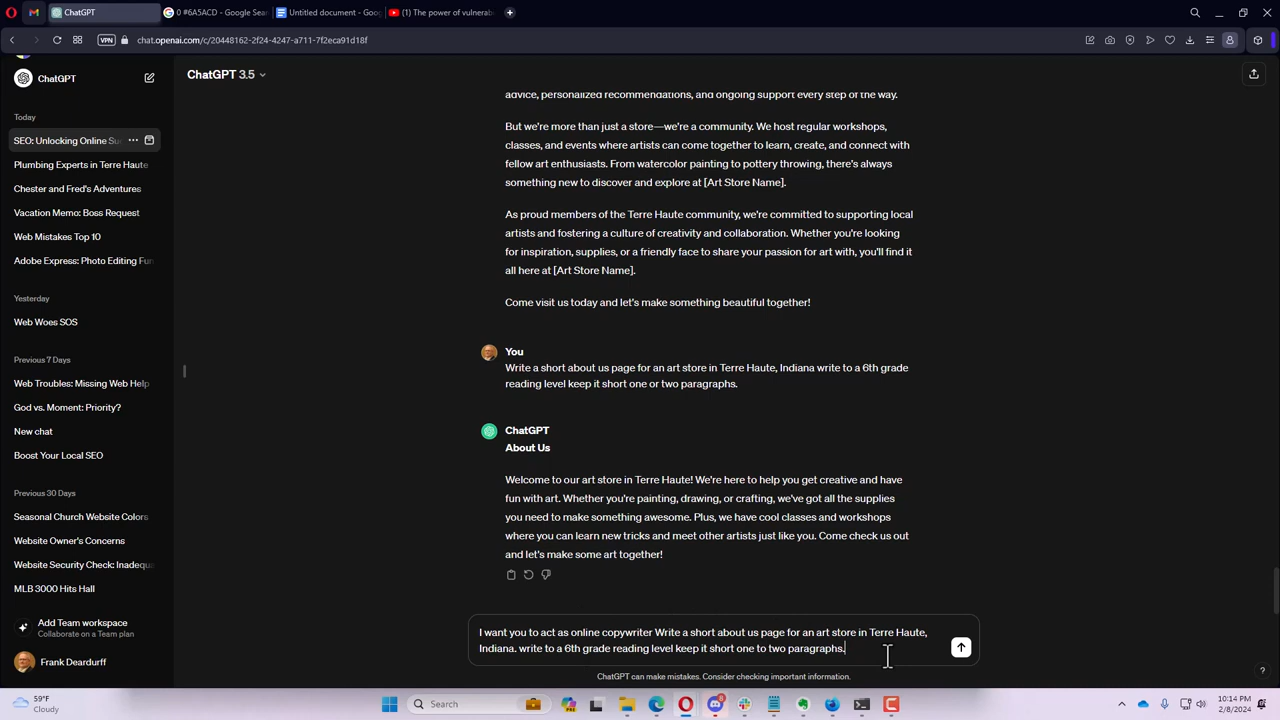 ChatGPT
0 #6A5ACD - Google Sear
Untitled document - Goog
(1) The power of vulnerab
VPN
chat.openai.com/c/20448162-2f24-4247-a711-7f2eca91d18f
ChatGPT
ChatGPT 3.5
Today
SEO: Unlocking Online Su
Plumbing Experts in Terre Haute
Chester and Fred's Adventures
Vacation Memo: Boss Request
Web Mistakes Top 10
Adobe Express: Photo Editing Fun
Yesterday
Web Woes SOS
Previous 7 Days
Web Troubles: Missing Web Help
God vs. Moment: Priority?
New chat
Boost Your Local SEO
Previous 30 Days
Seasonal Church Website Colors
Website Owner's Concerns
Website Security Check: Inadequa
MLB 3000 Hits Hall
Add Team workspace
Collaborate on a Team plan
Frank Deardurff
advice, personalized recommendations, and ongoing support every step of the way.
But we're more than just a store—we're a community. We host regular workshops,
classes, and events where artists can come together to learn, create, and connect with
fellow art enthusiasts. From watercolor painting to pottery throwing, there's always
something new to discover and explore at [Art Store Name].
As proud members of the Terre Haute community, we're committed to supporting local
artists and fostering a culture of creativity and collaboration. Whether you're looking
for inspiration, supplies, or a friendly face to share your passion for art with, you'll find it
all here at [Art Store Name].
Come visit us today and let's make something beautiful together!
You
Write a short about us page for an art store in Terre Haute, Indiana write to a 6th grade
reading level keep it short one or two paragraphs.
ChatGPT
About Us
Welcome to our art store in Terre Haute! We're here to help you get creative and have
fun with art. Whether you're painting, drawing, or crafting, we've got all the supplies
you need to make something awesome. Plus, we have cool classes and workshops
where you can learn new tricks and meet other artists just like you. Come check us out
and let's make some art together!
I want you to act as online copywriter Write a short about us page for an art store in Terre Haute,
Indiana. write to a 6th grade reading level keep it short one to two paragraphs.
ChatGPT can make mistakes. Consider checking important information.
?
59°F
Cloudy
Search
10:14 PM
2/8/2024